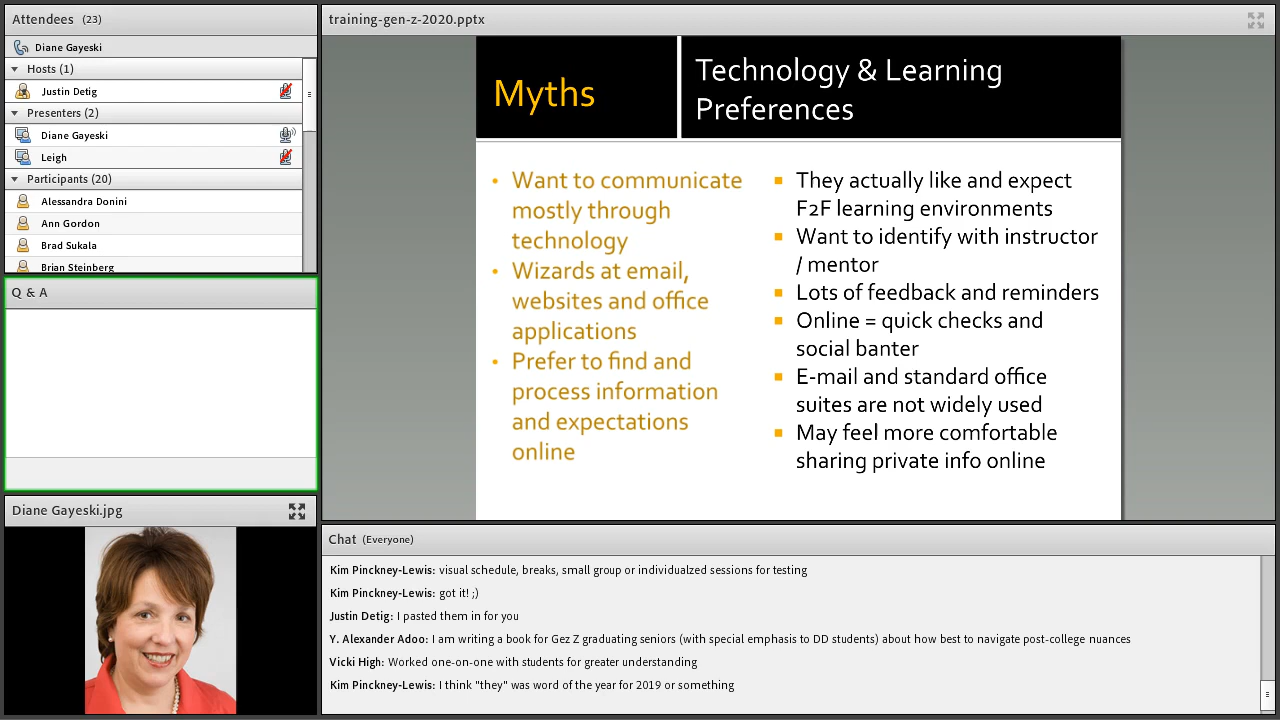 Attendees (23)
Diane Gayeski
Hosts (1)
Justin Detig
Presenters (2)
Diane Gayeski
Leigh
Participants (20)
Alessandra Donini
Ann Gordon
Brad Sukala
Brian Steinberg
Q & A
Diane Gayeski.jpg
training-gen-z-2020.pptx
Myths
Technology & Learning
Preferences
• Want to communicate
mostly through
technology
• Wizards at email,
websites and office
applications
• Prefer to find and
process information
and expectations
online
They actually like and expect
F2F learning environments
Want to identify with instructor
/ mentor
Lots of feedback and reminders
Online = quick checks and
social banter
E-mail and standard office
suites are not widely used
May feel more comfortable
sharing private info online
Chat (Everyone)
Kim Pinckney-Lewis: visual schedule, breaks, small group or individualzed sessions for testing
Kim Pinckney-Lewis: got it! ;)
Justin Detig: I pasted them in for you
Y. Alexander Adoo: I am writing a book for Gez Z graduating seniors (with special emphasis to DD students) about how best to navigate post-college nuances
Vicki High: Worked one-on-one with students for greater understanding
Kim Pinckney-Lewis: I think "they" was word of the year for 2019 or something